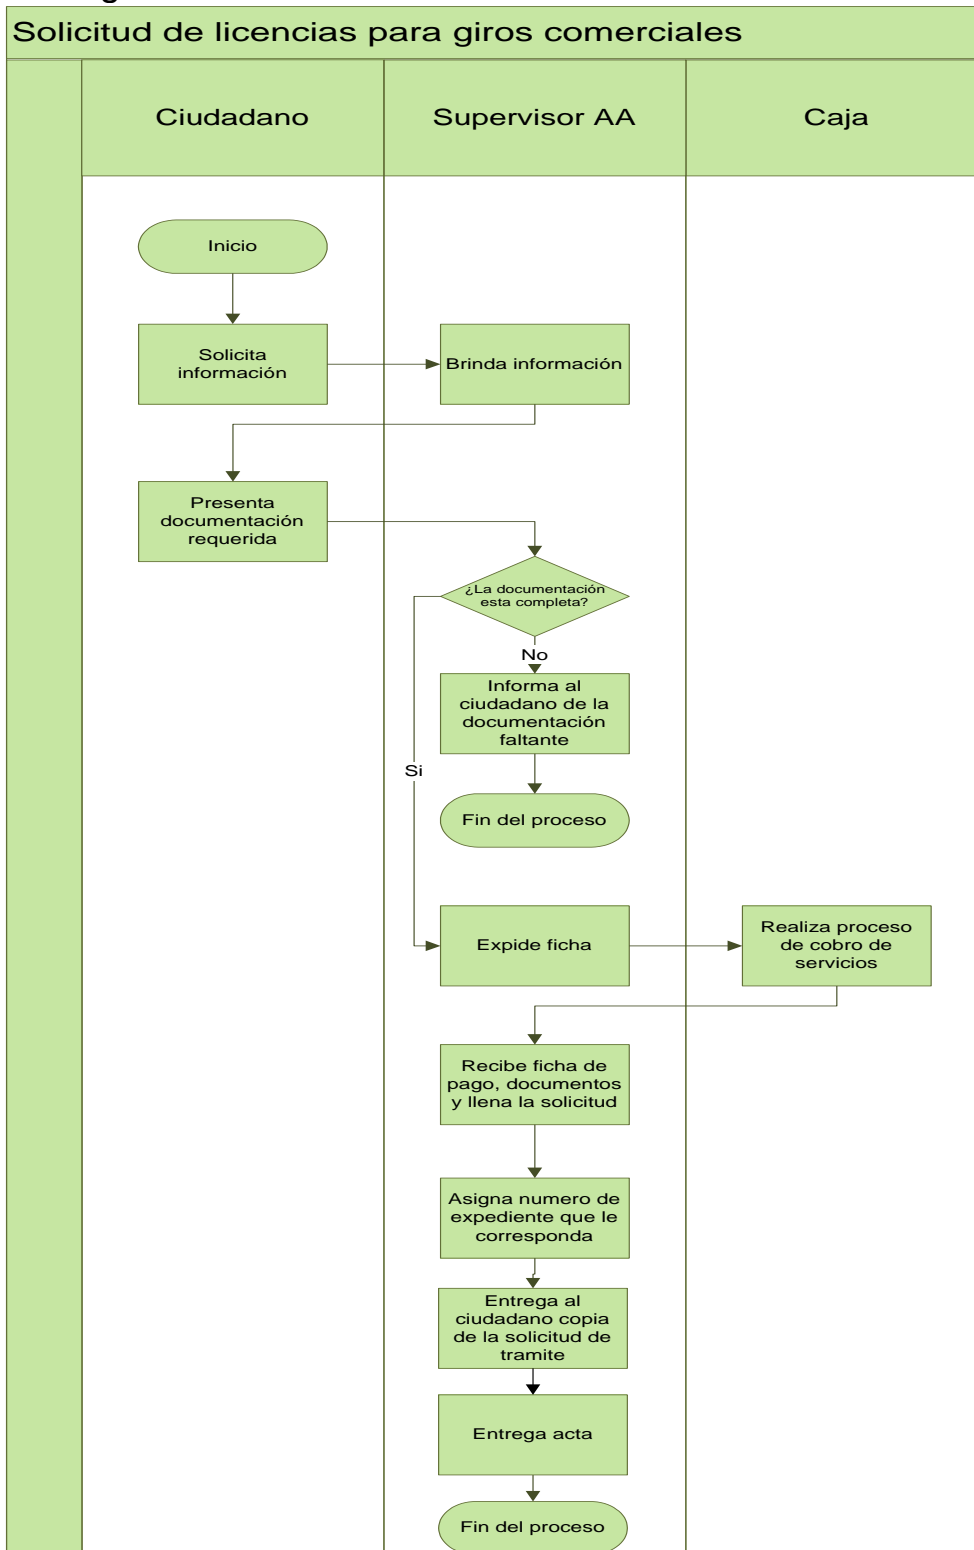 Solicitud de licencias para giros comerciales
Ciudadano
Supervisor AA
Caja
Inicio
Solicita
información
Brinda información
Presenta
documentación
requerida
¿La documentación
esta completa?
No
Informa al
ciudadano de la
documentación
faltante
Si
Fin del proceso
Expide ficha
Realiza proceso
de cobro de
servicios
Recibe ficha de
pago, documentos
y llena la solicitud
Asigna numero de
expediente que le
corresponda
Entrega al
ciudadano copia
de la solicitud de
tramite
Entrega acta
Fin del proceso